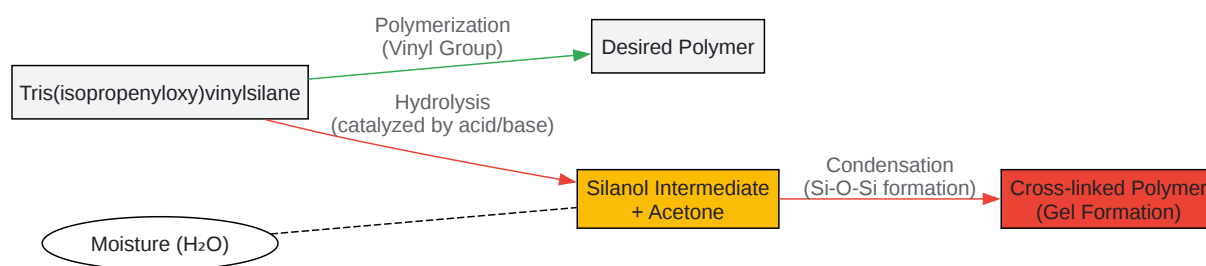 Polymerization
(Vinyl Group)
Desired Polymer
Tris(isopropenyloxy)vinylsilane
Hydrolysis
(catalyzed by acid/base)
Silanol Intermediate
+ Acetone
Condensation
(Si-O-Si formation)
Cross-linked Polymer
(Gel Formation)
Moisture (H₂O)